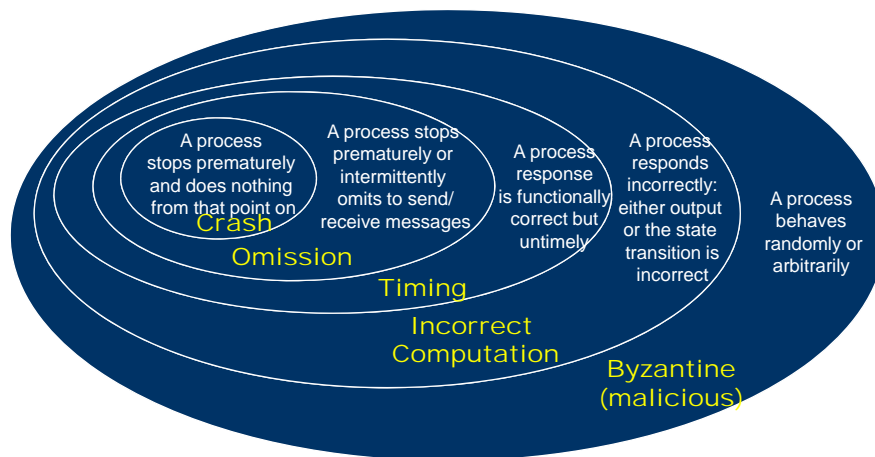 A process
stops prematurely
and does nothing
from that point on
Crash
A process stops
prematurely or
intermittently
omits to send/
receive messages
Omission
A process
response
is functionally
correct but
untimely
Timing
A process
responds
incorrectly:
either output
or the state
transition is
incorrect
Incorrect
Computation
A process
behaves
randomly or
arbitrarily
Byzantine
(malicious)